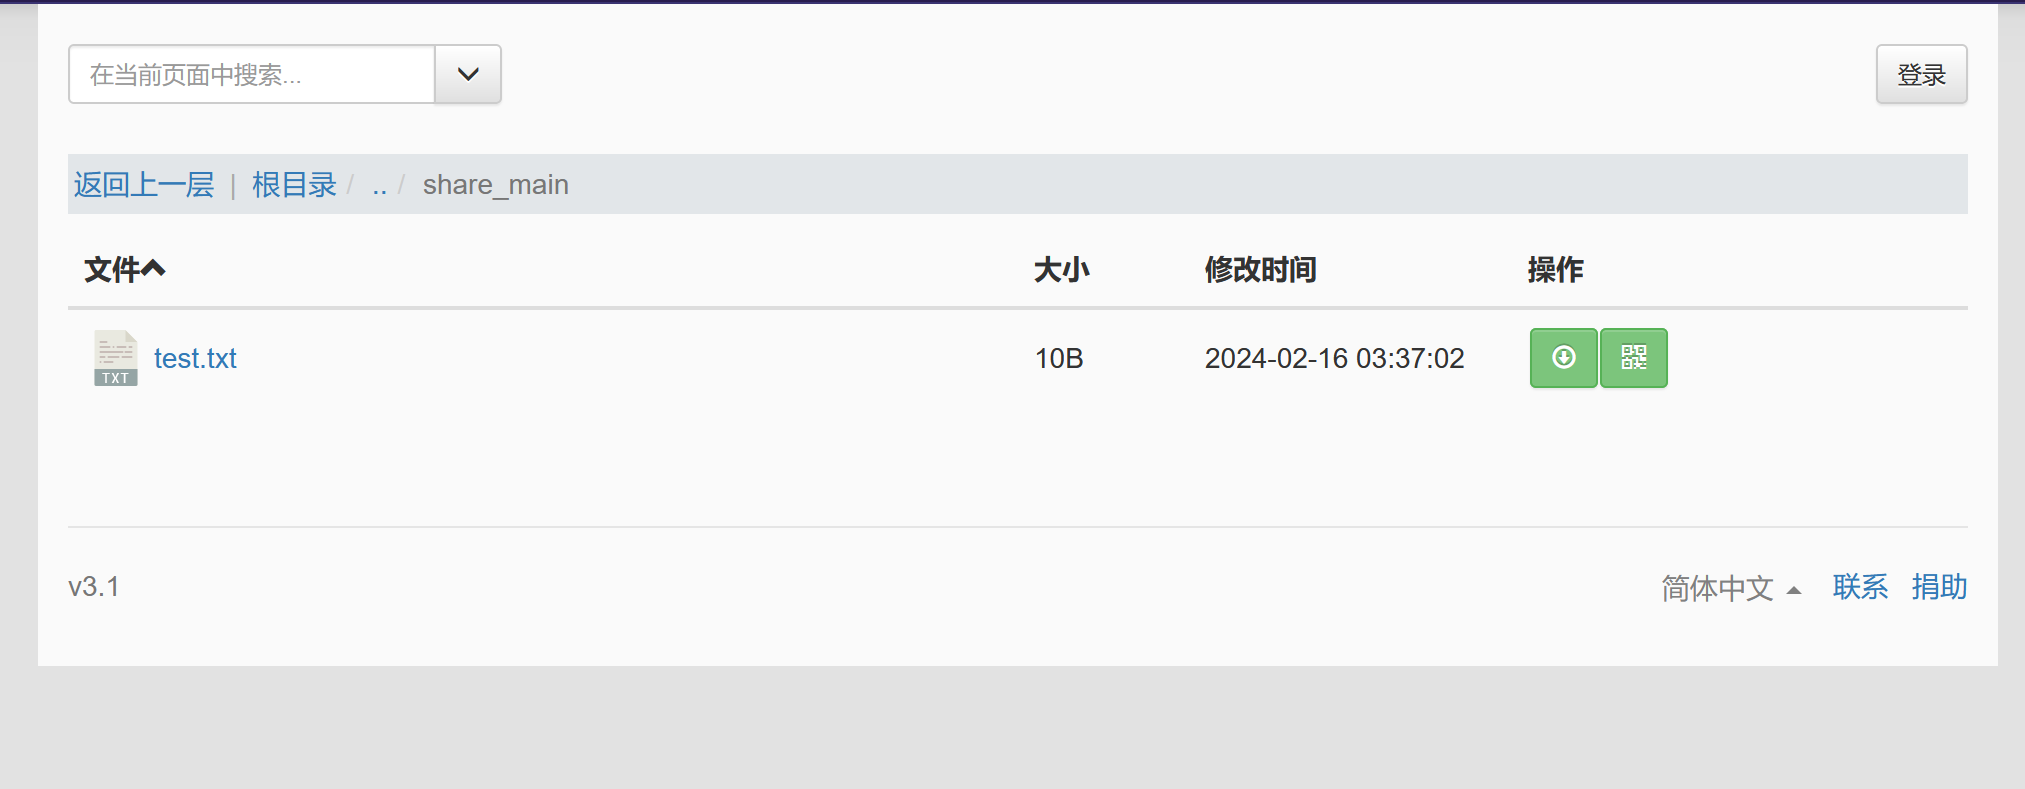 在当前页面中搜索...
登录
返回上一层 | 根目录 / .. / share_main
文件 大小 修改时间 操作
TXT test.txt 10B 2024-02-16 03:37:02
v3.1 简体中文 联系 捐助